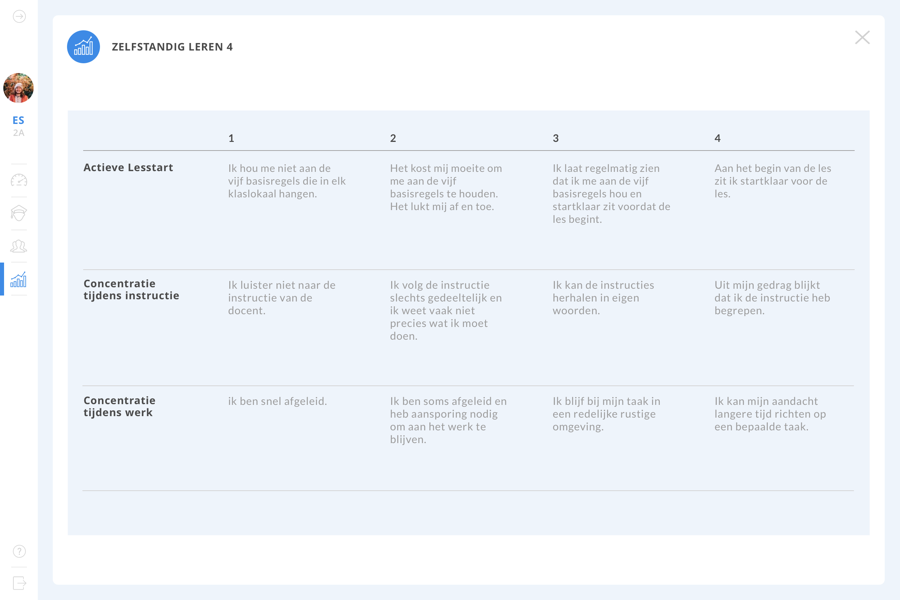 ZELFSTANDIG LEREN 4
ES
2A
1
2
3
4
Actieve Lesstart
Ik hou me niet aan de
vijf basisregels die in elk
klaslokaal hangen.
Het kost mij moeite om
me aan de vijf
basisregels te houden.
Het lukt mij af en toe.
Ik laat regelmatig zien
dat ik me aan de vijf
basisregels hou en
startklaar zit voordat de
les begint.
Aan het begin van de les
zit ik startklaar voor de
les.
Concentratie
tijdens instructie
Ik luister niet naar de
instructie van de
docent.
Ik volg de instructie
slechts gedeeltelijk en
ik weet vaak niet
precies wat ik moet
doen.
Ik kan de instructies
herhalen in eigen
woorden.
Uit mijn gedrag blijkt
dat ik de instructie heb
begrepen.
Concentratie
tijdens werk
ik ben snel afgeleid.
Ik ben soms afgeleid en
heb aansporing nodig
om aan het werk te
blijven.
Ik blijf bij mijn taak in
een redelijke rustige
omgeving.
Ik kan mijn aandacht
langere tijd richten op
een bepaalde taak.
?